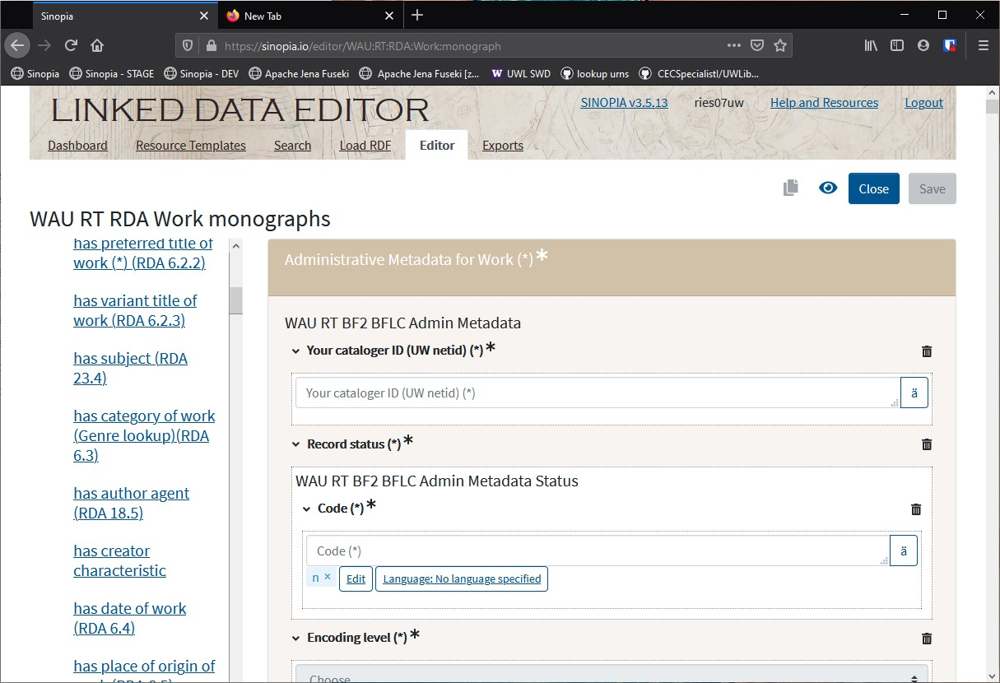 Sinopia
New Tab
https://sinopia.io/editor/WAU:RT:RDA:Work:monograph
Sinopia
Sinopia - STAGE
Sinopia - DEV
Apache Jena Fuseki
Apache Jena Fuseki [z...
W UWL SWD
lookup urns
CECSpecialistI/UWLib...
LINKED DATA EDITOR
SINOPIA v3.5.13
ries07uw
Help and Resources
Logout
Dashboard
Resource Templates
Search
Load RDF
Editor
Exports
Close
Save
WAU RT RDA Work monographs
has preferred title of
work (*) (RDA 6.2.2)
has variant title of
work (RDA 6.2.3)
has subject (RDA
23.4)
has category of work
(Genre lookup)(RDA
6.3)
has author agent
(RDA 18.5)
has creator
characteristic
has date of work
(RDA 6.4)
has place of origin of
work (RDA 6.5)
Administrative Metadata for Work (*) *
WAU RT BF2 BFLC Admin Metadata
Your cataloger ID (UW netid) (*) *
Your cataloger ID (UW netid) (*)
ä
Record status (*) *
WAU RT BF2 BFLC Admin Metadata Status
Code (*) *
Code (*)
ä
n ×
Edit
Language: No language specified
Encoding level (*) *
Choose...